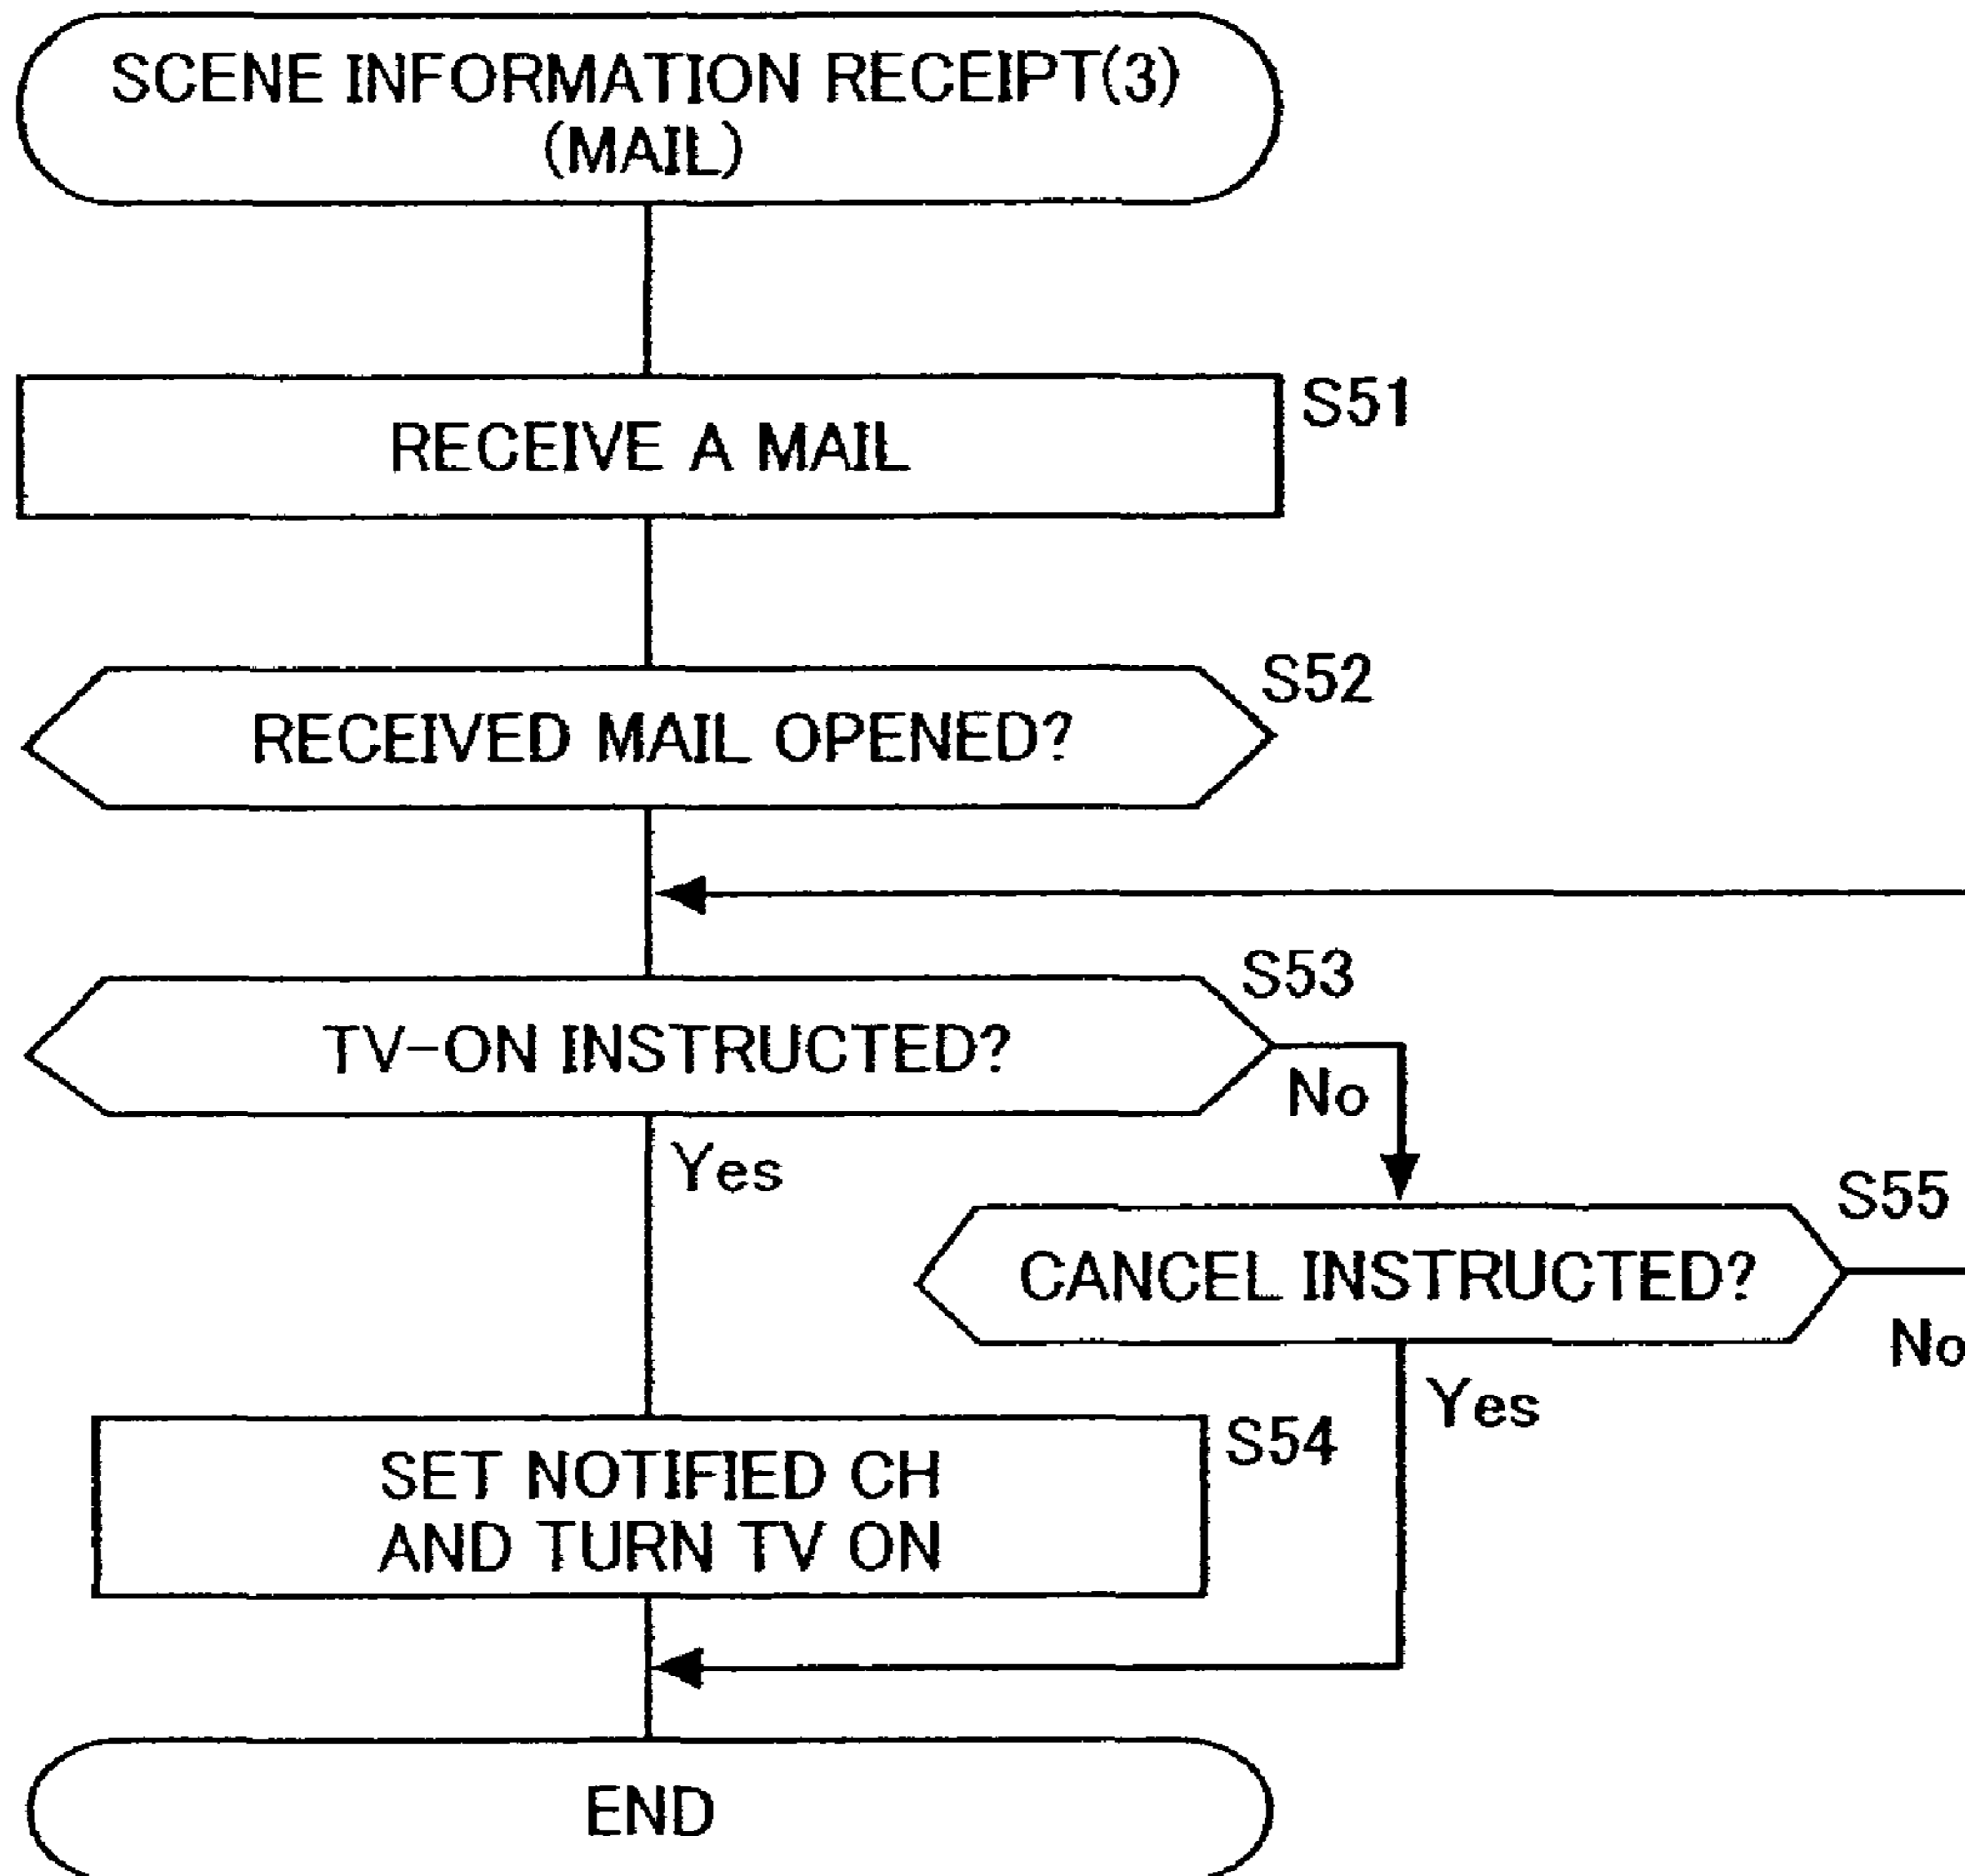 SCENE INFORMATION RECEIPT(3)
(MAIL)
S51
RECEIVE A MAIL
S52
RECEIVED MAIL OPENED?
S53
TV-ON INSTRUCTED?
No
Yes
S55
CANCEL INSTRUCTED?
No
Yes
S54
SET NOTIFIED CH
AND TURN TV ON
END